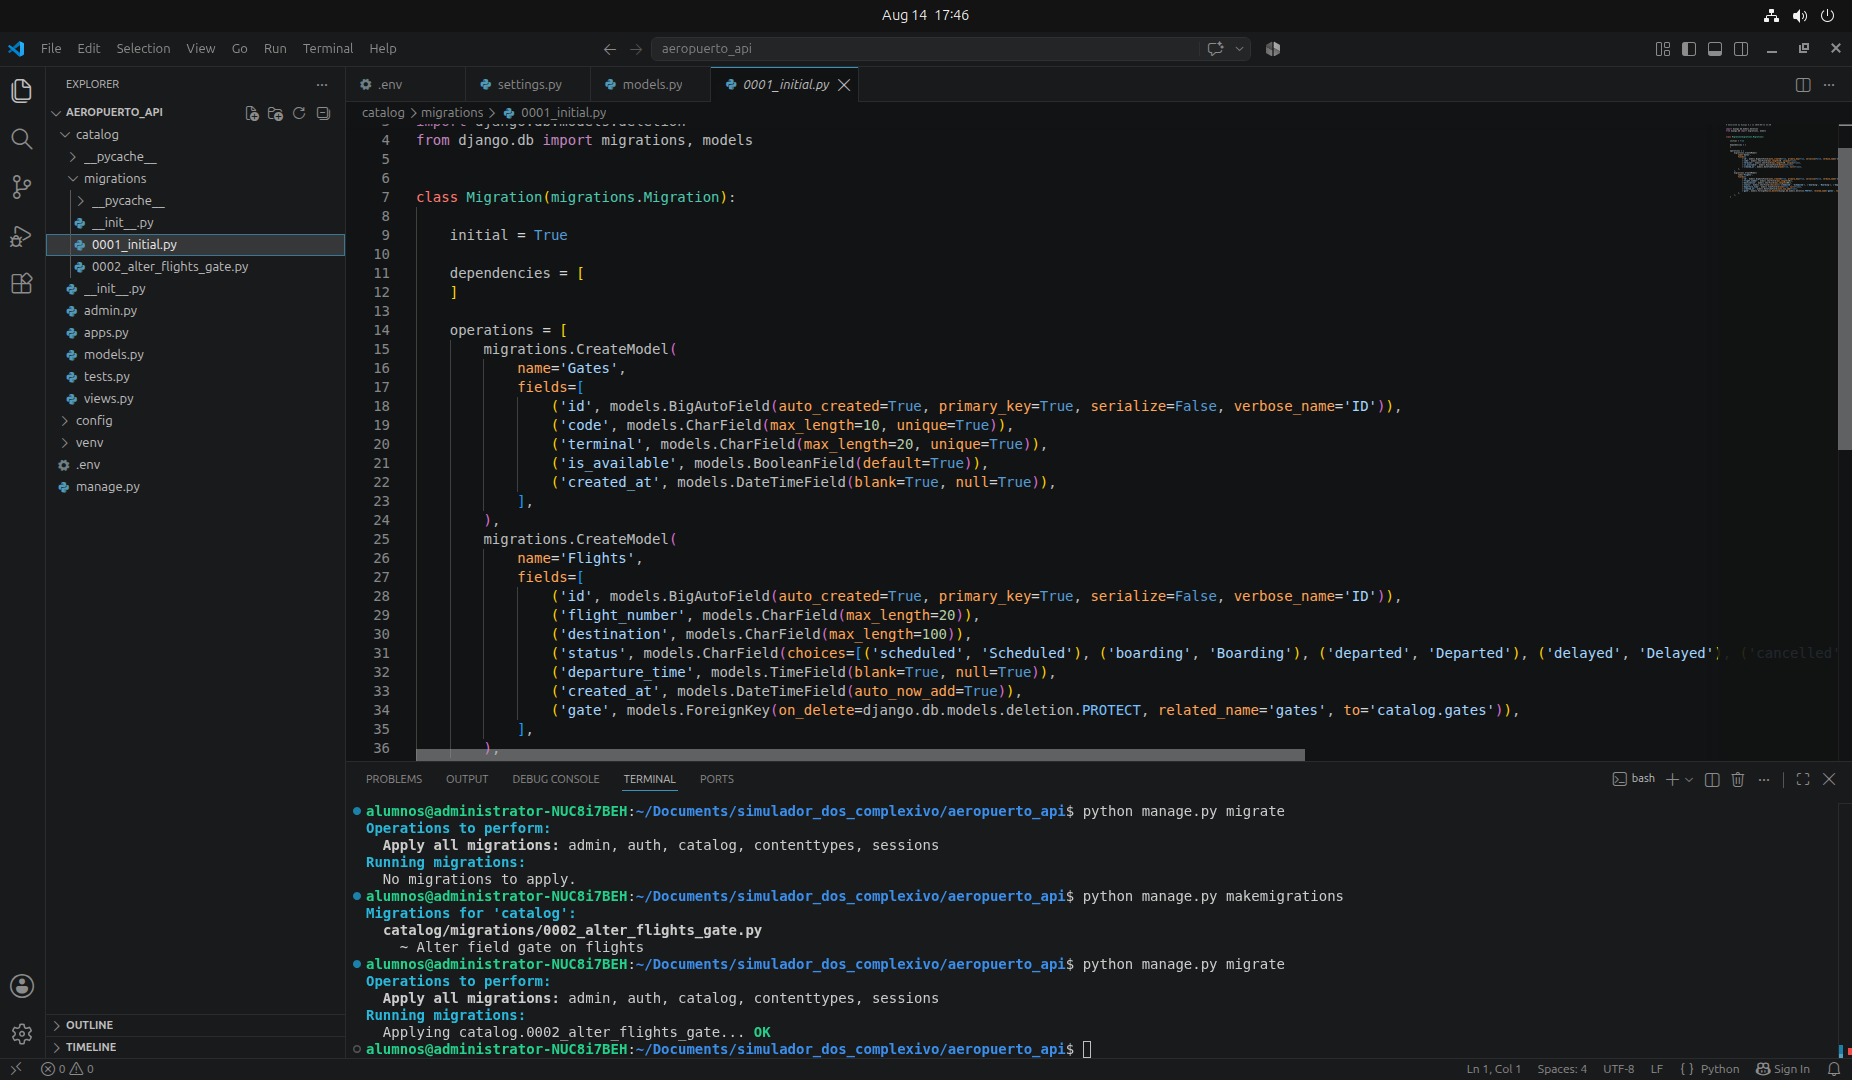 Aug 14 17:46
File Edit Selection View Go Run Terminal Help
aeropuerto_api
EXPLORER
AEROPUERTO_API
catalog
__pycache__
migrations
__pycache__
__init__.py
0001_initial.py
0002_alter_flights_gate.py
__init__.py
admin.py
apps.py
models.py
tests.py
views.py
config
venv
.env
manage.py
OUTLINE
TIMELINE
.env settings.py models.py 0001_initial.py
catalog > migrations > 0001_initial.py
3 import django.db.models.deletion
4 from django.db import migrations, models
5
6
7 class Migration(migrations.Migration):
8
9 initial = True
10
11 dependencies = [
12 ]
13
14 operations = [
15 migrations.CreateModel(
16 name='Gates',
17 fields=[
18 ('id', models.BigAutoField(auto_created=True, primary_key=True, serialize=False, verbose_name='ID')),
19 ('code', models.CharField(max_length=10, unique=True)),
20 ('terminal', models.CharField(max_length=20, unique=True)),
21 ('is_available', models.BooleanField(default=True)),
22 ('created_at', models.DateTimeField(blank=True, null=True)),
23 ],
24 ),
25 migrations.CreateModel(
26 name='Flights',
27 fields=[
28 ('id', models.BigAutoField(auto_created=True, primary_key=True, serialize=False, verbose_name='ID')),
29 ('flight_number', models.CharField(max_length=20)),
30 ('destination', models.CharField(max_length=100)),
31 ('status', models.CharField(choices=[('scheduled', 'Scheduled'), ('boarding', 'Boarding'), ('departed', 'Departed'), ('delayed', 'Delayed'), ('cancelled'
32 ('departure_time', models.TimeField(blank=True, null=True)),
33 ('created_at', models.DateTimeField(auto_now_add=True)),
34 ('gate', models.ForeignKey(on_delete=django.db.models.deletion.PROTECT, related_name='gates', to='catalog.gates')),
35 ],
36 ),
PROBLEMS OUTPUT DEBUG CONSOLE TERMINAL PORTS
bash
alumnos@administrator-NUC8i7BEH:~/Documents/simulador_dos_complexivo/aeropuerto_api$ python manage.py migrate
Operations to perform:
Apply all migrations: admin, auth, catalog, contenttypes, sessions
Running migrations:
No migrations to apply.
alumnos@administrator-NUC8i7BEH:~/Documents/simulador_dos_complexivo/aeropuerto_api$ python manage.py makemigrations
Migrations for 'catalog':
catalog/migrations/0002_alter_flights_gate.py
~ Alter field gate on flights
alumnos@administrator-NUC8i7BEH:~/Documents/simulador_dos_complexivo/aeropuerto_api$ python manage.py migrate
Operations to perform:
Apply all migrations: admin, auth, catalog, contenttypes, sessions
Running migrations:
Applying catalog.0002_alter_flights_gate... OK
alumnos@administrator-NUC8i7BEH:~/Documents/simulador_dos_complexivo/aeropuerto_api$
0 0
Ln 1, Col 1 Spaces: 4 UTF-8 LF { } Python Sign In